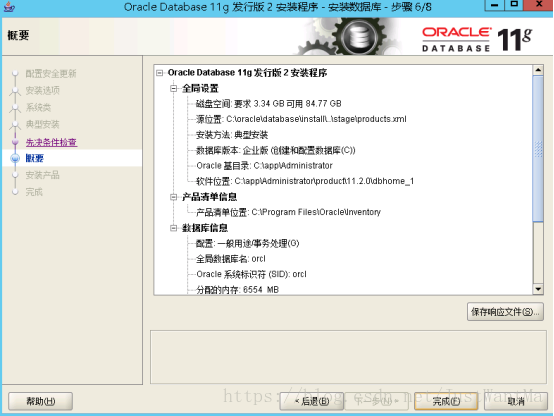 Oracle Database 11g 发行版 2 安装程序 - 安装数据库 - 步骤 6/8
概要
ORACLE 11g
DATABASE
配置安全更新
安装选项
系统类
典型安装
先决条件检查
概要
安装产品
完成
Oracle Database 11g 发行版 2 安装程序
全局设置
磁盘空间: 要求 3.34 GB 可用 84.77 GB
源位置: C:\oracle\database\install\..\stage\products.xml
安装方法: 典型安装
数据库版本: 企业版 (创建和配置数据库(C))
Oracle 基目录: C:\app\Administrator
软件位置: C:\app\Administrator\product\11.2.0\dbhome_1
产品清单信息
产品清单位置: C:\Program Files\Oracle\Inventory
数据库信息
配置: 一般用途/事务处理(G)
全局数据库名: orcl
Oracle 系统标识符 (SID): orcl
分配的内存: 6554 MB
保存响应文件(S)...
帮助(H)
< 后退(B)
下一步(N) >
完成(F)
取消